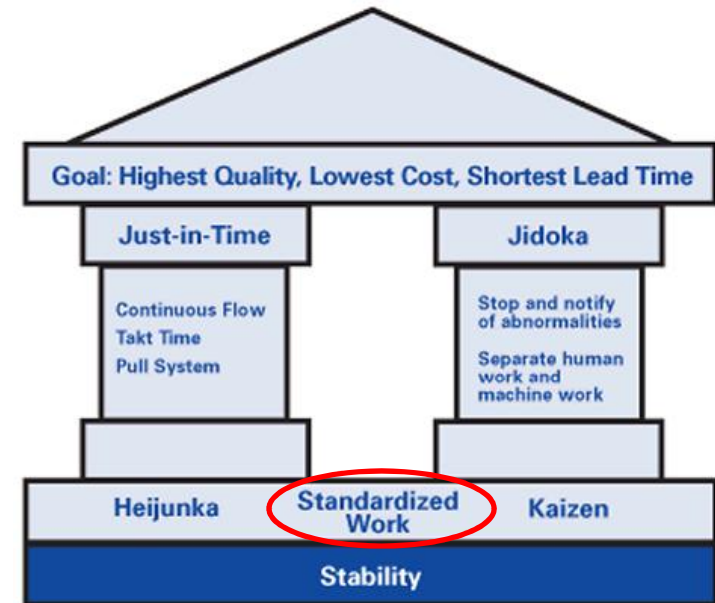 Goal: Highest Quality, Lowest Cost, Shortest Lead Time
Just-in-Time
Jidoka
Continuous Flow
Takt Time
Pull System
Stop and notify
of abnormalities
Separate human
work and
machine work
Heijunka
Standardized
Work
Kaizen
Stability